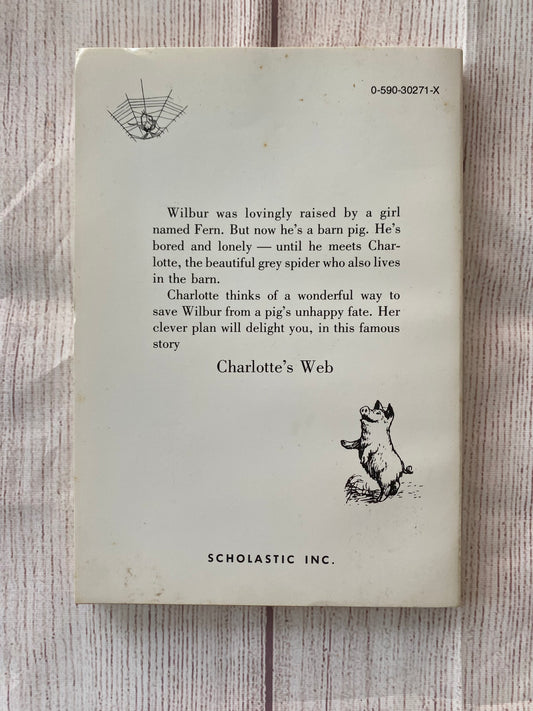 0-590-30271-X
Wilbur was lovingly raised by a girl
named Fern. But now he's a barn pig. He's
bored and lonely — until he meets Char-
lotte, the beautiful grey spider who also lives
in the barn.
Charlotte thinks of a wonderful way to
save Wilbur from a pig's unhappy fate. Her
clever plan will delight you, in this famous
story
Charlotte's Web
SCHOLASTIC INC.